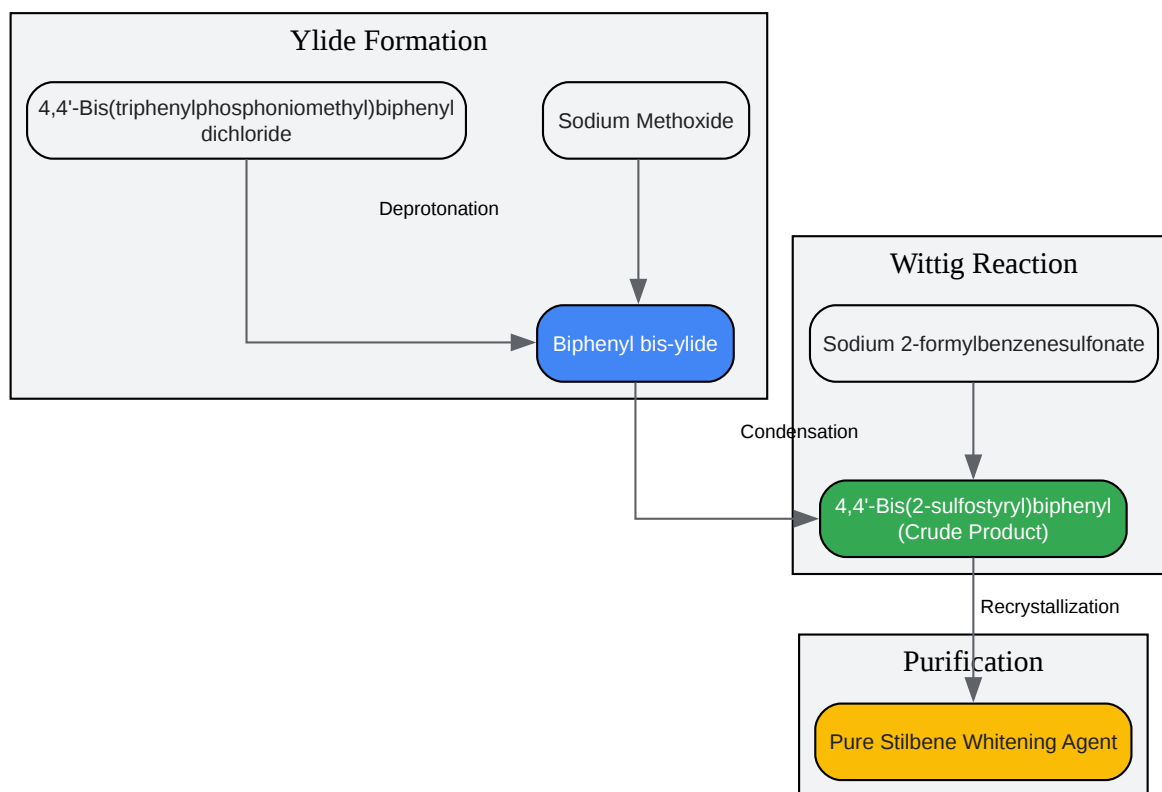 Ylide Formation
4,4'-Bis(triphenylphosphoniomethyl)biphenyl
dichloride
Sodium Methoxide
Deprotonation
Biphenyl bis-ylide
Wittig Reaction
Sodium 2-formylbenzenesulfonate
Condensation
4,4'-Bis(2-sulfostyryl)biphenyl
(Crude Product)
Recrystallization
Purification
Pure Stilbene Whitening Agent